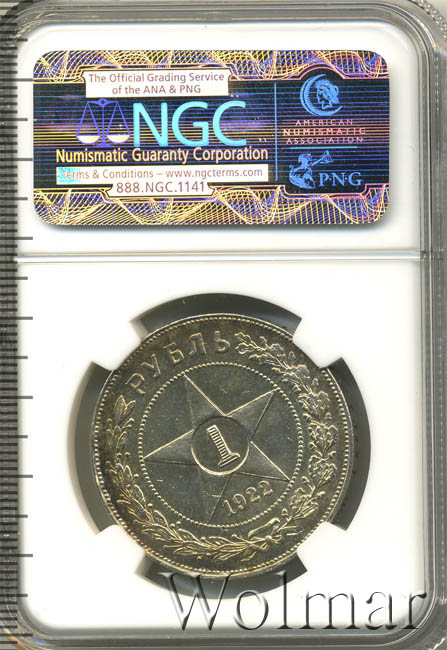 The Official Grading Service
of the ANA & PNG
NGC
Numismatic Guaranty Corporation
Terms & Conditions – www.ngcterms.com
888.NGC.1141
AMERICAN
NUMISMATIC
ASSOCIATION
P·N·G
РУБЛЬ
1
1922
Wolmar